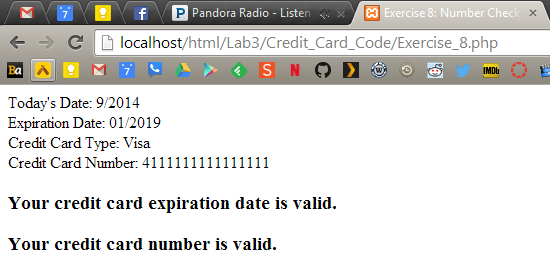 Pandora Radio - Listen
Exercise 8: Number Check
localhost/html/Lab3/Credit_Card_Code/Exercise_8.php
Today's Date: 9/2014
Expiration Date: 01/2019
Credit Card Type: Visa
Credit Card Number: 4111111111111111
Your credit card expiration date is valid.
Your credit card number is valid.